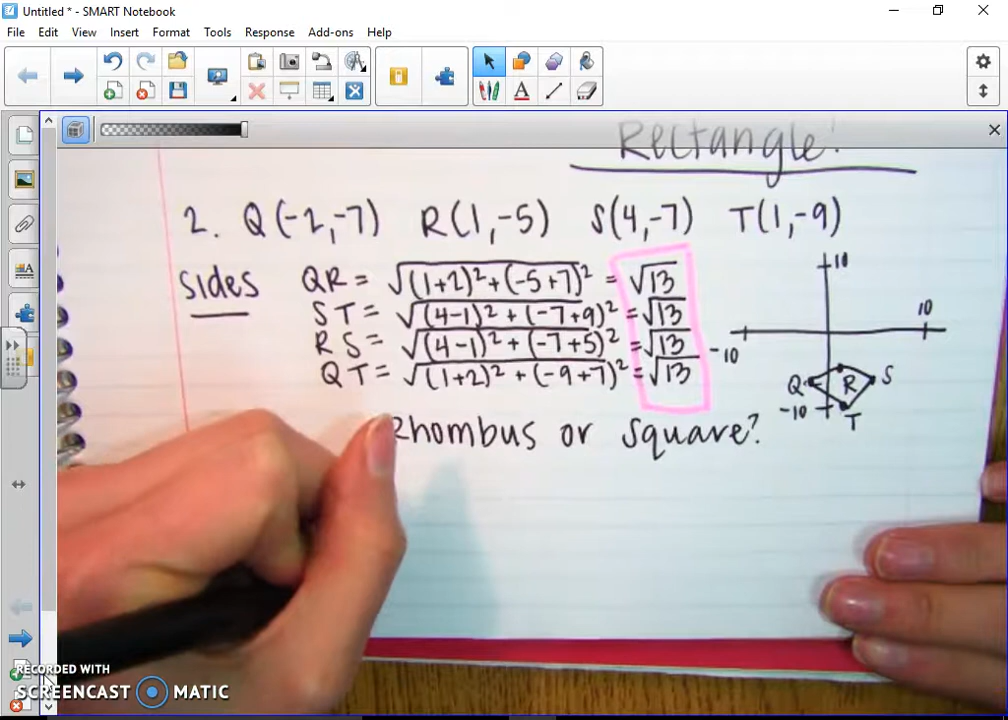 Untitled * - SMART Notebook
File Edit View Insert Format Tools Response Add-ons Help
Rectangle!
2. Q(-2,-7) R(1,-5) S(4,-7) T(1,-9)
sides QR = √(1+2)²+(-5+7)² = √13
ST = √(4-1)² + (-7+9)² = √13
RS = √(4-1)² + (-7+5)² = √13
QT = √(1+2)² + (-9+7)² = √13
10
10
-10
Q R S
-10 T
Rhombus or square?
RECORDED WITH
SCREENCAST MATIC